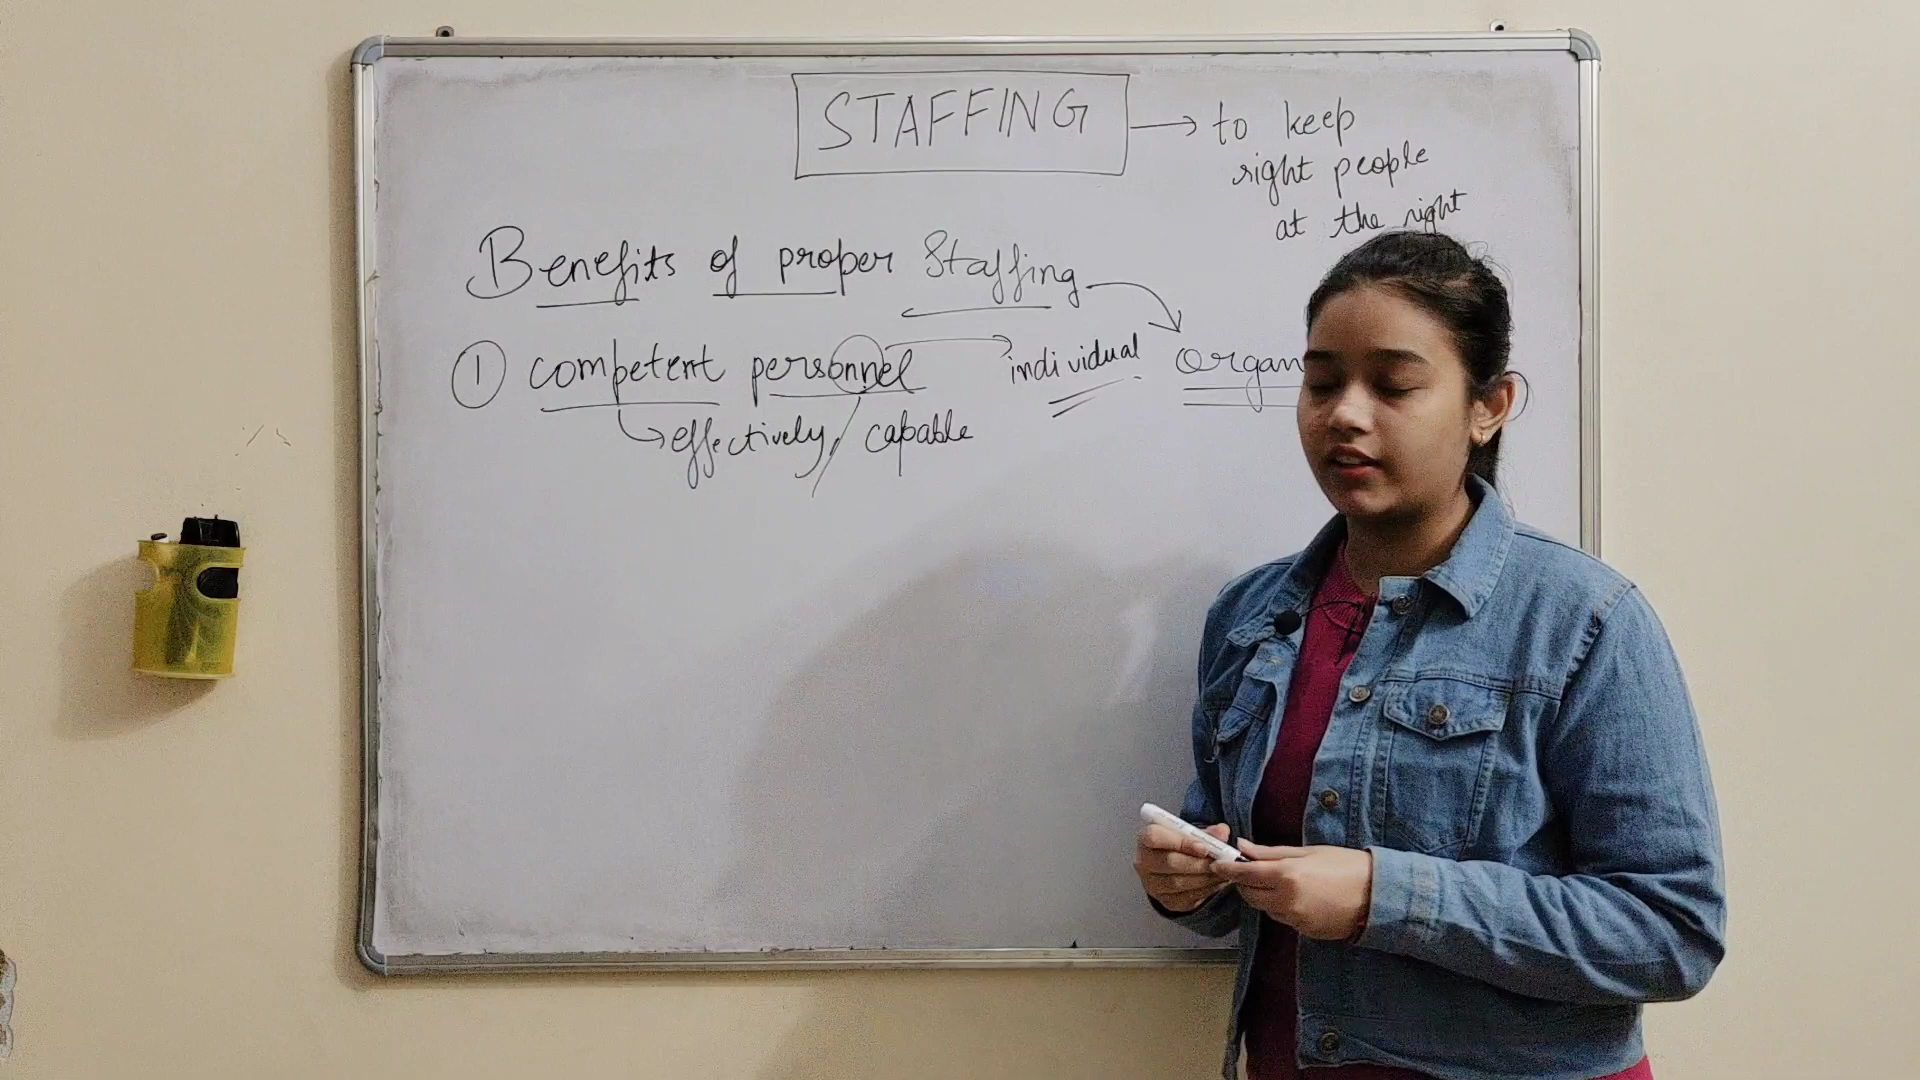 STAFFING → to keep
right people
at the right
Benefits of proper Staffing
① competent personnel → individual
→ effectively / capable